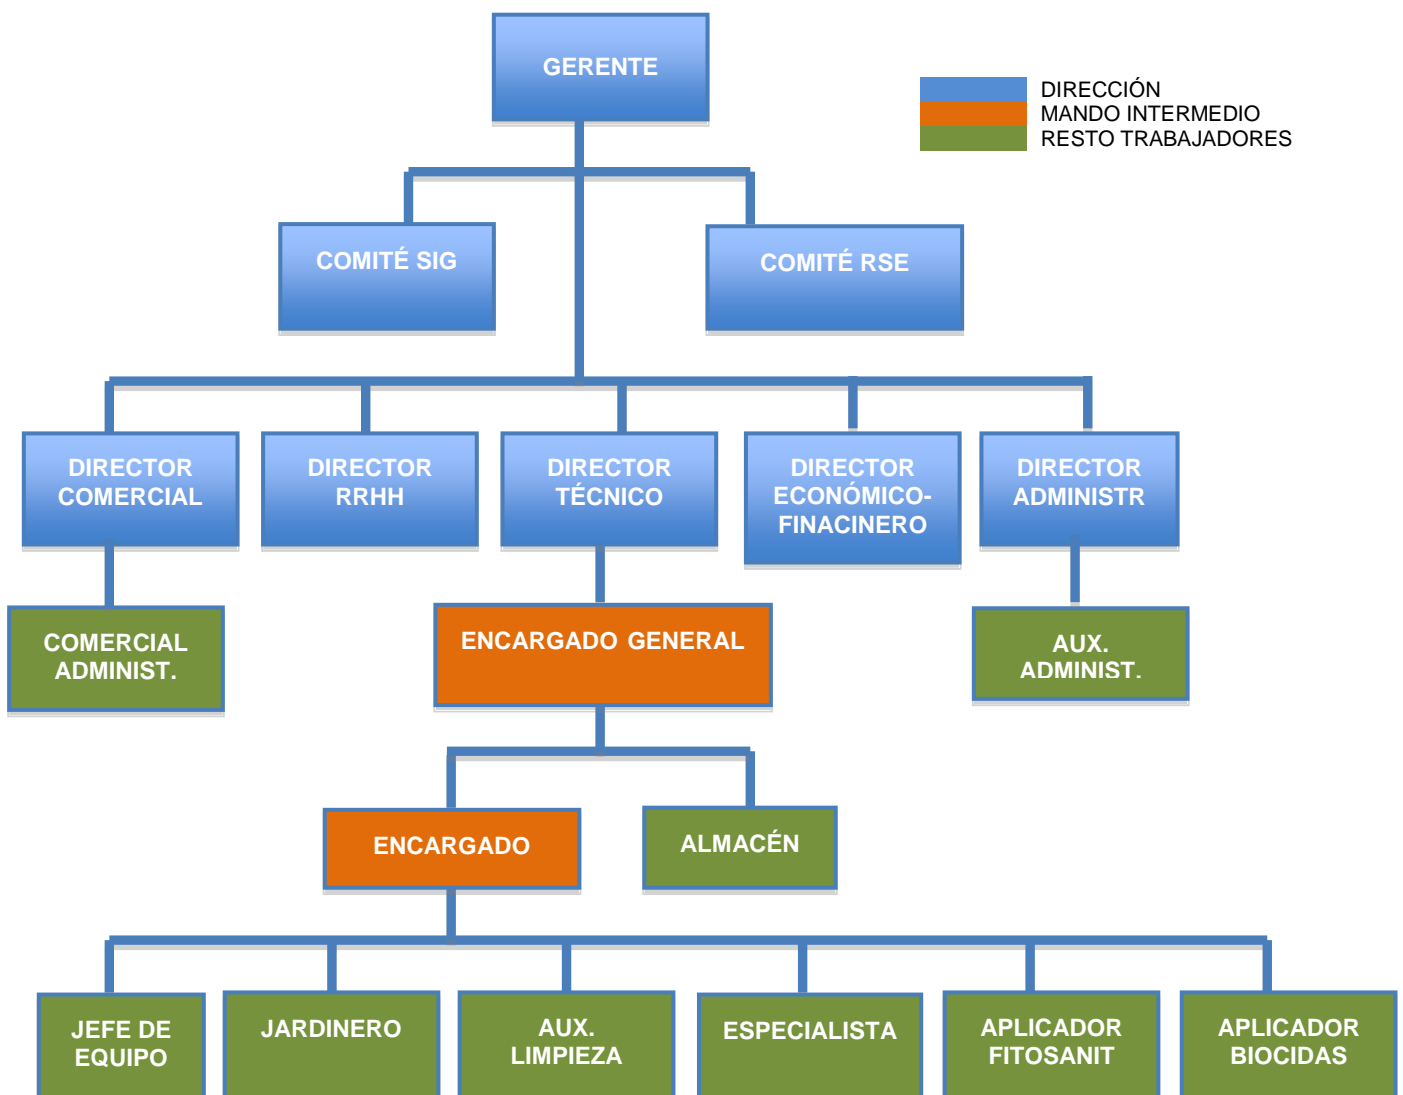 GERENTE
DIRECCIÓN
MANDO INTERMEDIO
RESTO TRABAJADORES
COMITÉ SIG
COMITÉ RSE
DIRECTOR
COMERCIAL
DIRECTOR
RRHH
DIRECTOR
TÉCNICO
DIRECTOR
ECONÓMICO-
FINACINERO
DIRECTOR
ADMINISTR
COMERCIAL
ADMINIST.
ENCARGADO GENERAL
AUX.
ADMINIST.
ENCARGADO
ALMACÉN
JEFE DE
EQUIPO
JARDINERO
AUX.
LIMPIEZA
ESPECIALISTA
APLICADOR
FITOSANIT
APLICADOR
BIOCIDAS